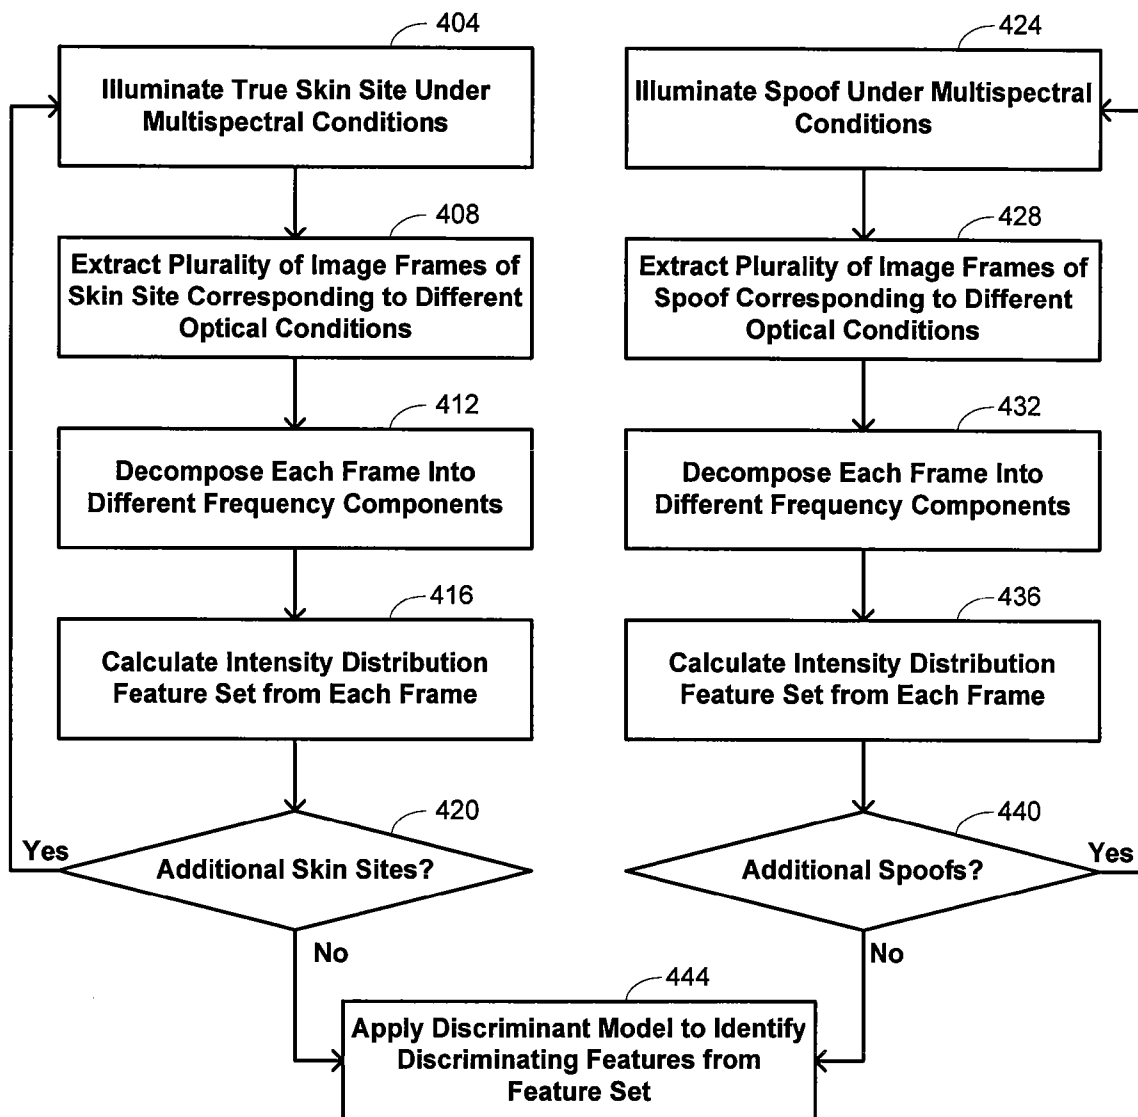 404
Illuminate True Skin Site Under
Multispectral Conditions
408
Extract Plurality of Image Frames of
Skin Site Corresponding to Different
Optical Conditions
412
Decompose Each Frame Into
Different Frequency Components
416
Calculate Intensity Distribution
Feature Set from Each Frame
420
Yes
Additional Skin Sites?
No
424
Illuminate Spoof Under Multispectral
Conditions
428
Extract Plurality of Image Frames of
Spoof Corresponding to Different
Optical Conditions
432
Decompose Each Frame Into
Different Frequency Components
436
Calculate Intensity Distribution
Feature Set from Each Frame
440
Additional Spoofs?
Yes
No
444
Apply Discriminant Model to Identify
Discriminating Features from
Feature Set